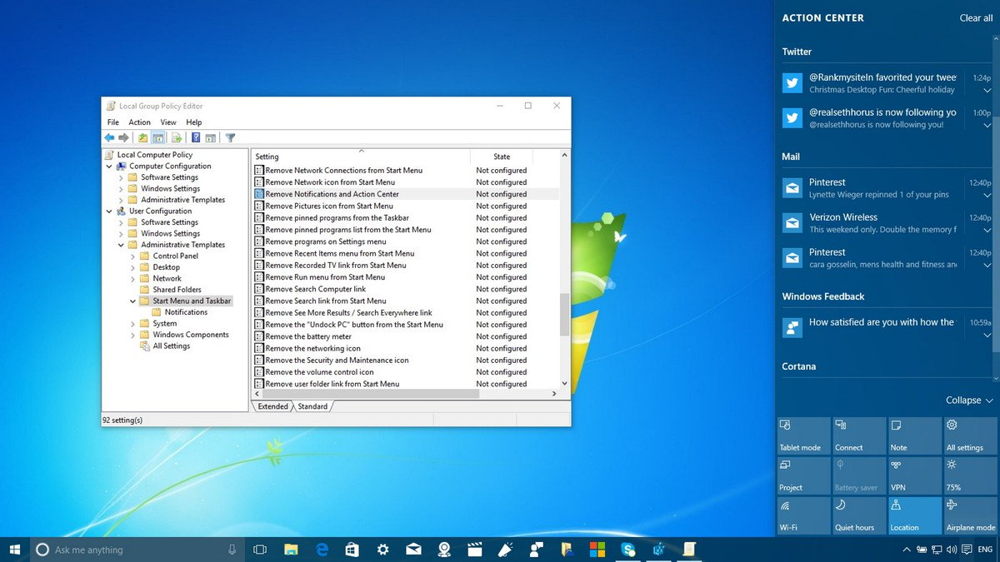 Local Group Policy Editor
File Action View Help
Local Computer Policy
Computer Configuration
Software Settings
Windows Settings
Administrative Templates
User Configuration
Software Settings
Windows Settings
Administrative Templates
Control Panel
Desktop
Network
Shared Folders
Start Menu and Taskbar
Notifications
System
Windows Components
All Settings
Setting State
Remove Network Connections from Start Menu Not configured
Remove Network icon from Start Menu Not configured
Remove Notifications and Action Center Not configured
Remove Pictures icon from Start Menu Not configured
Remove pinned programs from the Taskbar Not configured
Remove pinned programs list from the Start Menu Not configured
Remove programs on Settings menu Not configured
Remove Recent Items menu from Start Menu Not configured
Remove Recorded TV link from Start Menu Not configured
Remove Run menu from Start Menu Not configured
Remove Search Computer link Not configured
Remove Search link from Start Menu Not configured
Remove See More Results / Search Everywhere link Not configured
Remove the "Undock PC" button from the Start Menu Not configured
Remove the battery meter Not configured
Remove the networking icon Not configured
Remove the Security and Maintenance icon Not configured
Remove the volume control icon Not configured
Remove user folder link from Start Menu Not configured
Extended Standard
92 setting(s)
ACTION CENTER Clear all
Twitter
@RankmysiteIn favorited your twee 1:24p
Christmas Desktop Fun: Cheerful holiday
@realsethhorus is now following yo 1:00p
@realsethhorus is now following you!
Mail
Pinterest 12:40p
Lynette Wieger repinned 1 of your pins
Verizon Wireless 12:40p
This weekend only. Double the memory f
Pinterest 12:40p
cara gosselin, mens health and fitness and
Windows Feedback
How satisfied are you with how the 10:59a
Cortana
Collapse
Tablet mode Connect Note All settings
Project Battery saver VPN 75%
Wi-Fi Quiet hours Location Airplane mode
Ask me anything ENG